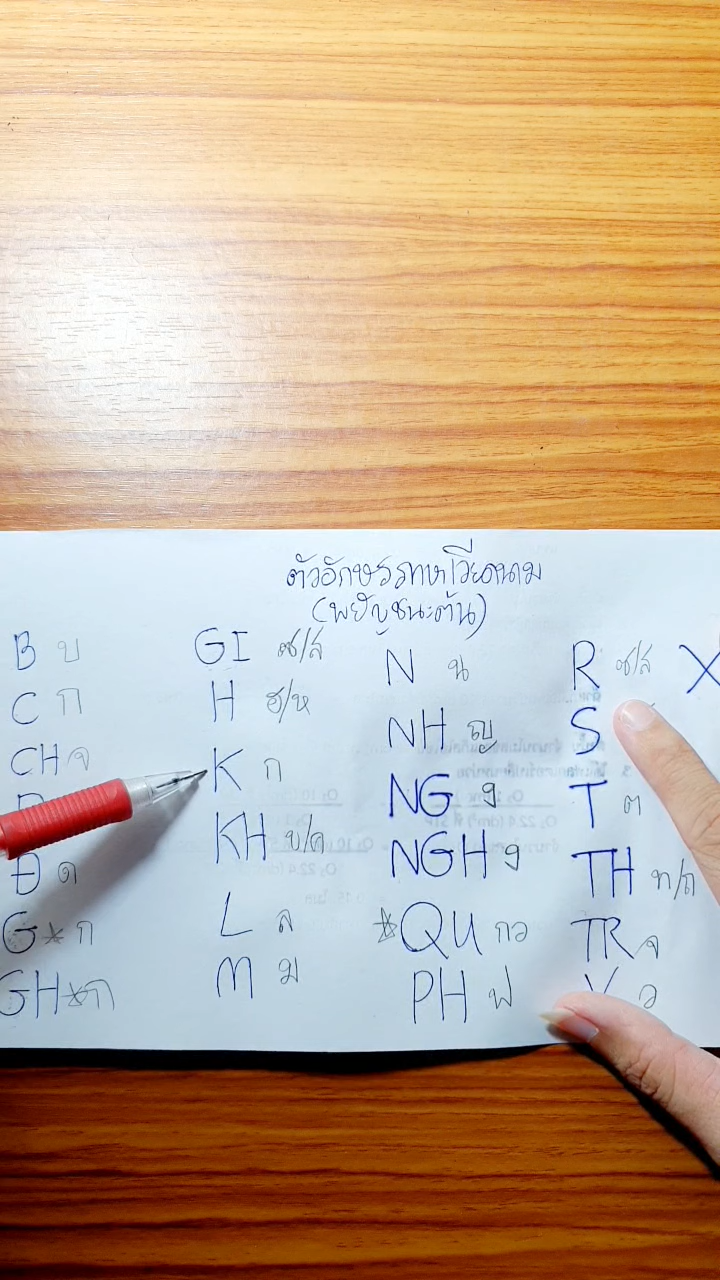 ตัวอักษรภาษาเวียดนาม
(พยัญชนะต้น)
B บ
C ก
CH จ
Đ ด
G* ก
GH* ก
GI ซ/ส
H ฮ/ห
K ก
KH ข/ค
L ล
M ม
N น
NH ญ
NG ง
NGH ง
*QU กว
PH ฟ
R ซ/ส
S
T ต
TH ท/ถ
TR จ
V ว
X